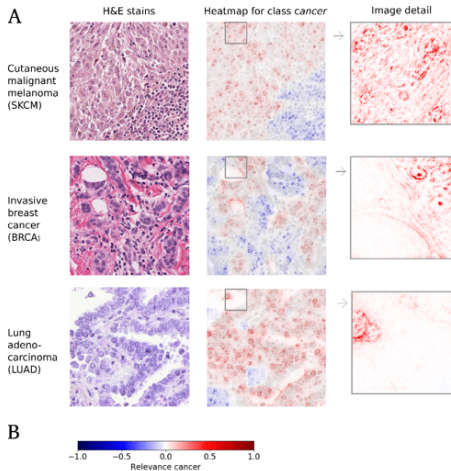 A
H&E stains
Heatmap for class cancer
Image detail
Cutaneous
malignant
melanoma
(SKCM)
Invasive
breast
cancer
(BRCA)
Lung
adeno-
carcinoma
(LUAD)
B
−1.0 −0.5 0.0 0.5 1.0
Relevance cancer